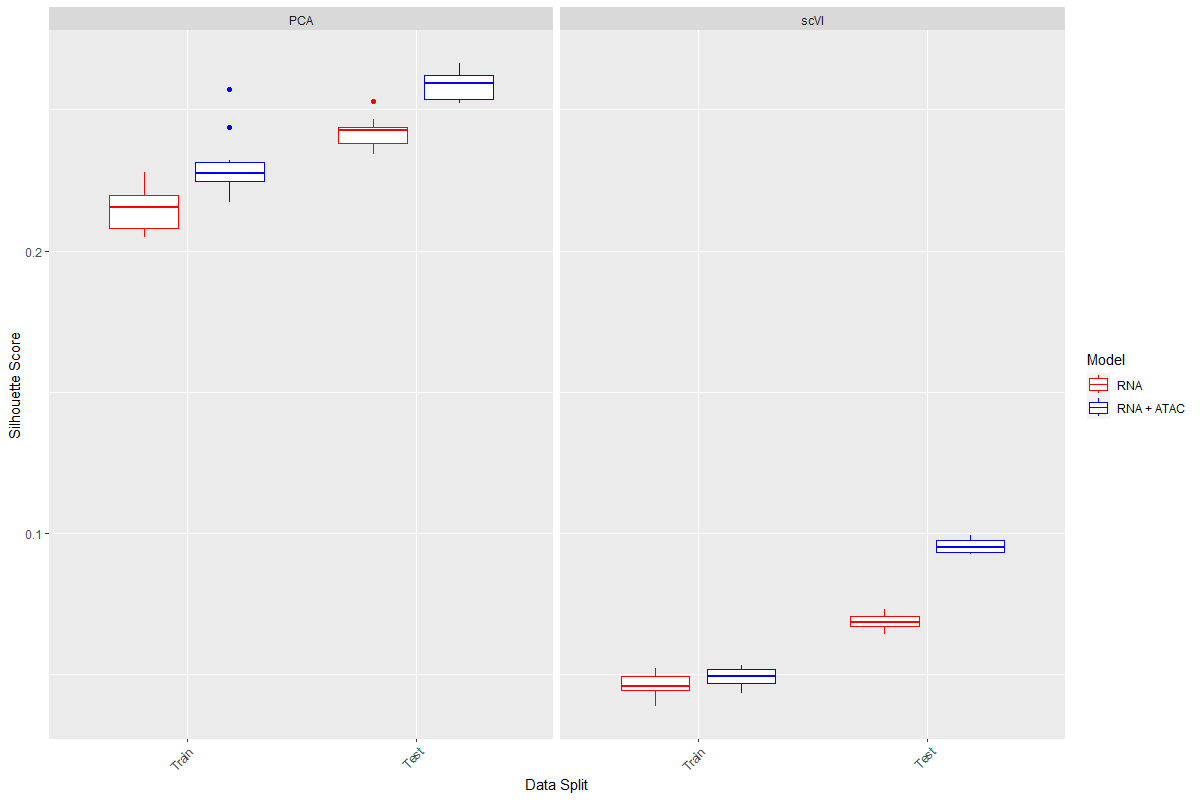 PCA
scVI
Silhouette Score
0.2
0.1
Train
Test
Train
Test
Data Split
Model
RNA
RNA + ATAC